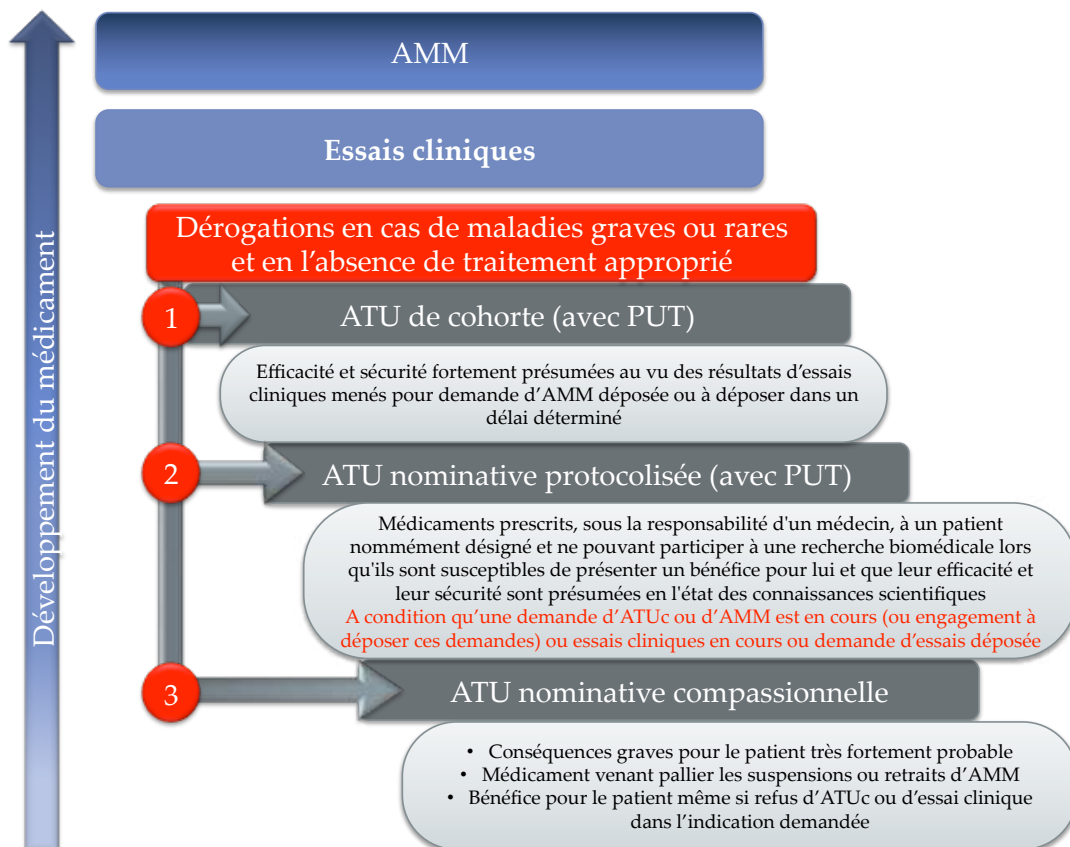 Développement du médicament
AMM
Essais cliniques
Dérogations en cas de maladies graves ou rares
et en l'absence de traitement approprié
1
ATU de cohorte (avec PUT)
Efficacité et sécurité fortement présumées au vu des résultats d'essais
cliniques menés pour demande d'AMM déposée ou à déposer dans un
délai déterminé
2
ATU nominative protocolisée (avec PUT)
Médicaments prescrits, sous la responsabilité d'un médecin, à un patient
nommément désigné et ne pouvant participer à une recherche biomédicale lors
qu'ils sont susceptibles de présenter un bénéfice pour lui et que leur efficacité et
leur sécurité sont présumées en l'état des connaissances scientifiques
A condition qu'une demande d'ATUc ou d'AMM est en cours (ou engagement à
déposer ces demandes) ou essais cliniques en cours ou demande d'essais déposée
3
ATU nominative compassionnelle
• Conséquences graves pour le patient très fortement probable
• Médicament venant pallier les suspensions ou retraits d'AMM
• Bénéfice pour le patient même si refus d'ATUc ou d'essai clinique
dans l'indication demandée